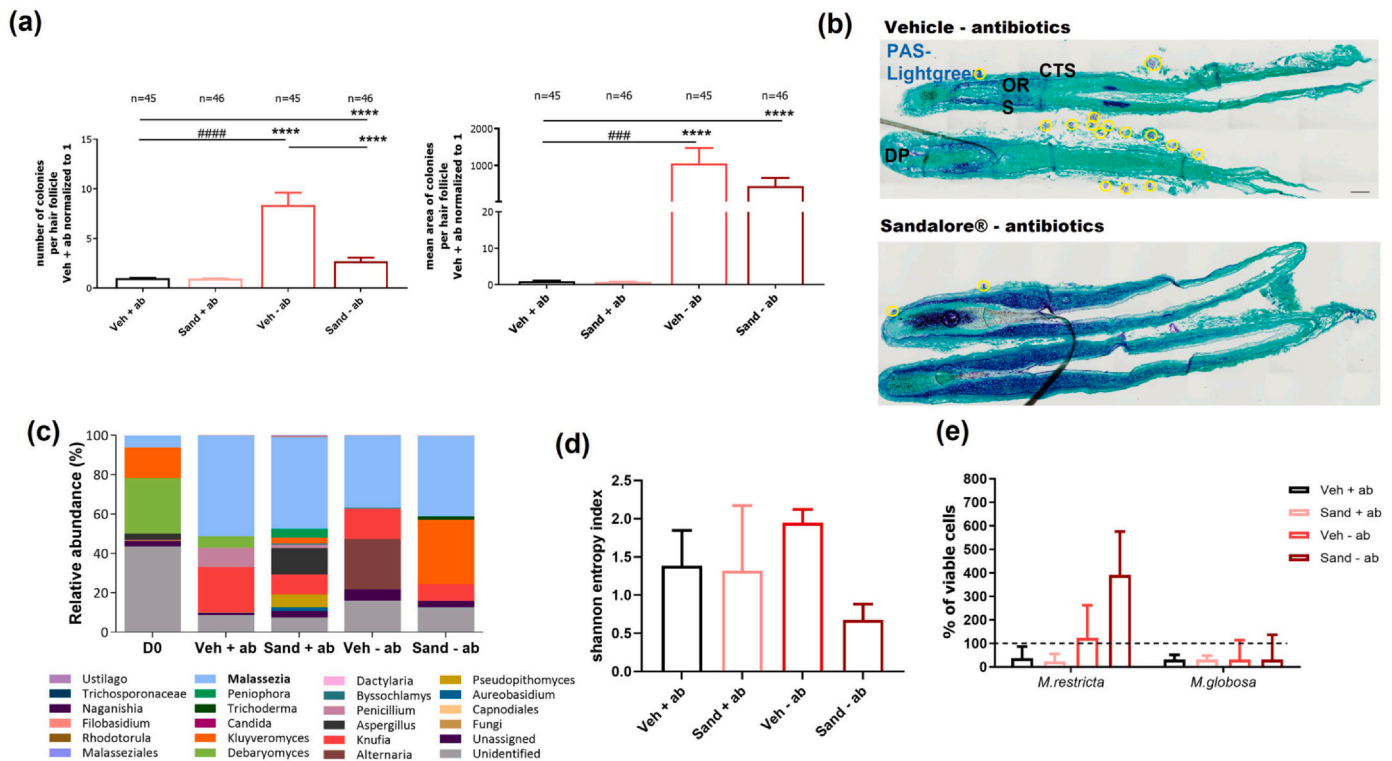 (a)
n=45
n=46
n=45
n=46
****
####
****
****
number of colonies
per hair follicle
Veh + ab normalized to 1
15
10
5
0
Veh + ab
Sand + ab
Veh - ab
Sand - ab
n=45
n=46
n=45
n=46
****
###
****
mean area of colonies
per hair follicle
Veh + ab normalized to 1
2000
1000
20
10
0
Veh + ab
Sand + ab
Veh - ab
Sand - ab
(b)
Vehicle - antibiotics
PAS-
Lightgreen
CTS
OR
S
DP
Sandalore® - antibiotics
(c)
Relative abundance (%)
100
80
60
40
20
0
D0
Veh + ab
Sand + ab
Veh - ab
Sand - ab
Ustilago
Trichosporonaceae
Naganishia
Filobasidium
Rhodotorula
Malasseziales
Malassezia
Peniophora
Trichoderma
Candida
Kluyveromyces
Debaryomyces
Dactylaria
Byssochlamys
Penicillium
Aspergillus
Knufia
Alternaria
Pseudopithomyces
Aureobasidium
Capnodiales
Fungi
Unassigned
Unidentified
(d)
shannon entropy index
2.5
2.0
1.5
1.0
0.5
0.0
Veh + ab
Sand + ab
Veh - ab
Sand - ab
(e)
% of viable cells
800
700
600
500
400
300
200
100
0
M.restricta
M.globosa
Veh + ab
Sand + ab
Veh - ab
Sand - ab